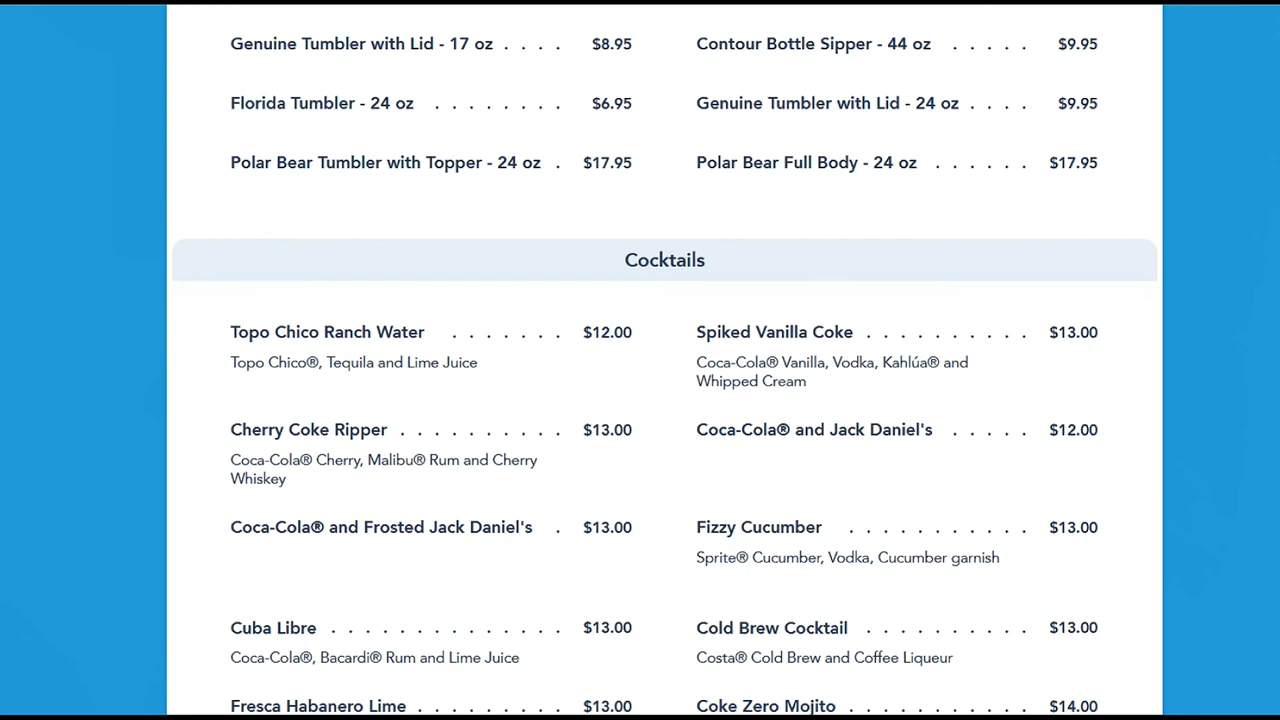 Genuine Tumbler with Lid - 17 oz . . . . $8.95
Contour Bottle Sipper - 44 oz . . . . . $9.95
Florida Tumbler - 24 oz . . . . . . . . $6.95
Genuine Tumbler with Lid - 24 oz . . . . $9.95
Polar Bear Tumbler with Topper - 24 oz . $17.95
Polar Bear Full Body - 24 oz . . . . . . $17.95
Cocktails
Topo Chico Ranch Water . . . . . . . $12.00
Topo Chico®, Tequila and Lime Juice
Spiked Vanilla Coke . . . . . . . . . . $13.00
Coca-Cola® Vanilla, Vodka, Kahlúa® and
Whipped Cream
Cherry Coke Ripper . . . . . . . . . . $13.00
Coca-Cola® Cherry, Malibu® Rum and Cherry
Whiskey
Coca-Cola® and Jack Daniel's . . . . . $12.00
Coca-Cola® and Frosted Jack Daniel's . $13.00
Fizzy Cucumber . . . . . . . . . . . $13.00
Sprite® Cucumber, Vodka, Cucumber garnish
Cuba Libre . . . . . . . . . . . . . . $13.00
Coca-Cola®, Bacardi® Rum and Lime Juice
Cold Brew Cocktail . . . . . . . . . . $13.00
Costa® Cold Brew and Coffee Liqueur
Fresca Habanero Lime . . . . . . . . . $13.00
Coke Zero Mojito . . . . . . . . . . . $14.00